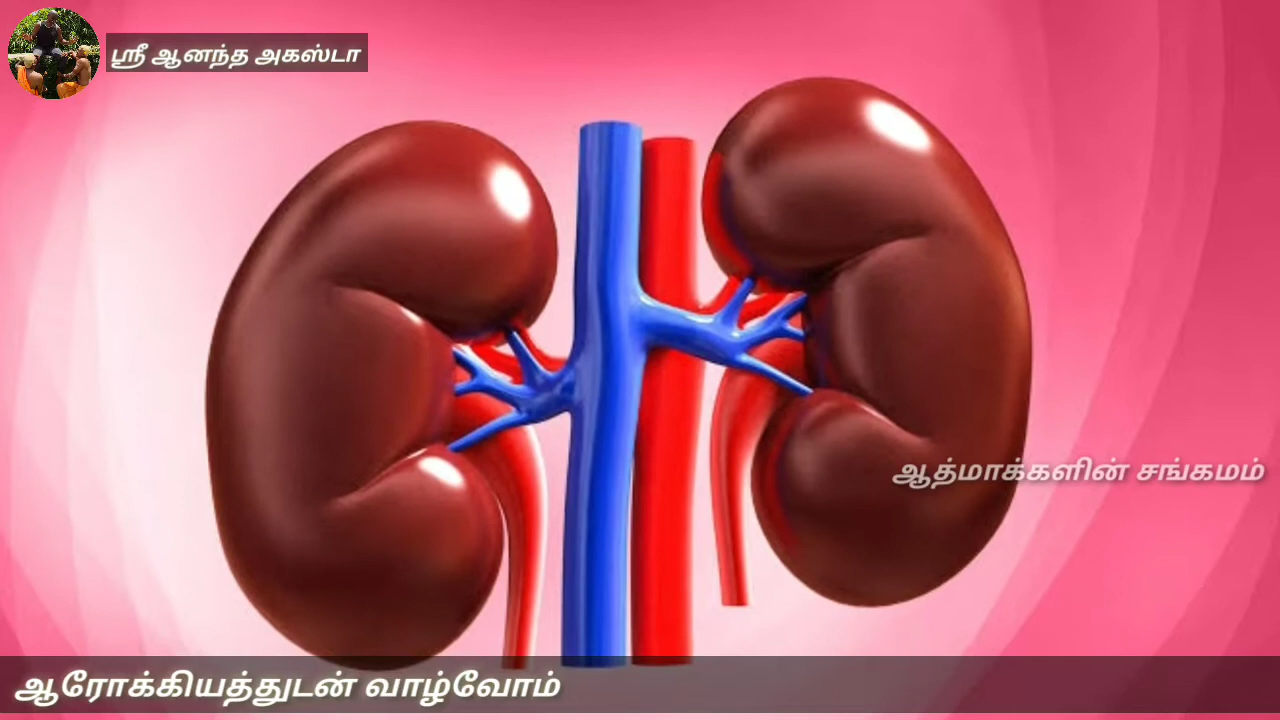 ஸ்ரீ ஆனந்த அகஸ்டா
ஆத்மாக்களின் சங்கமம்
ஆரோக்கியத்துடன் வாழ்வோம்